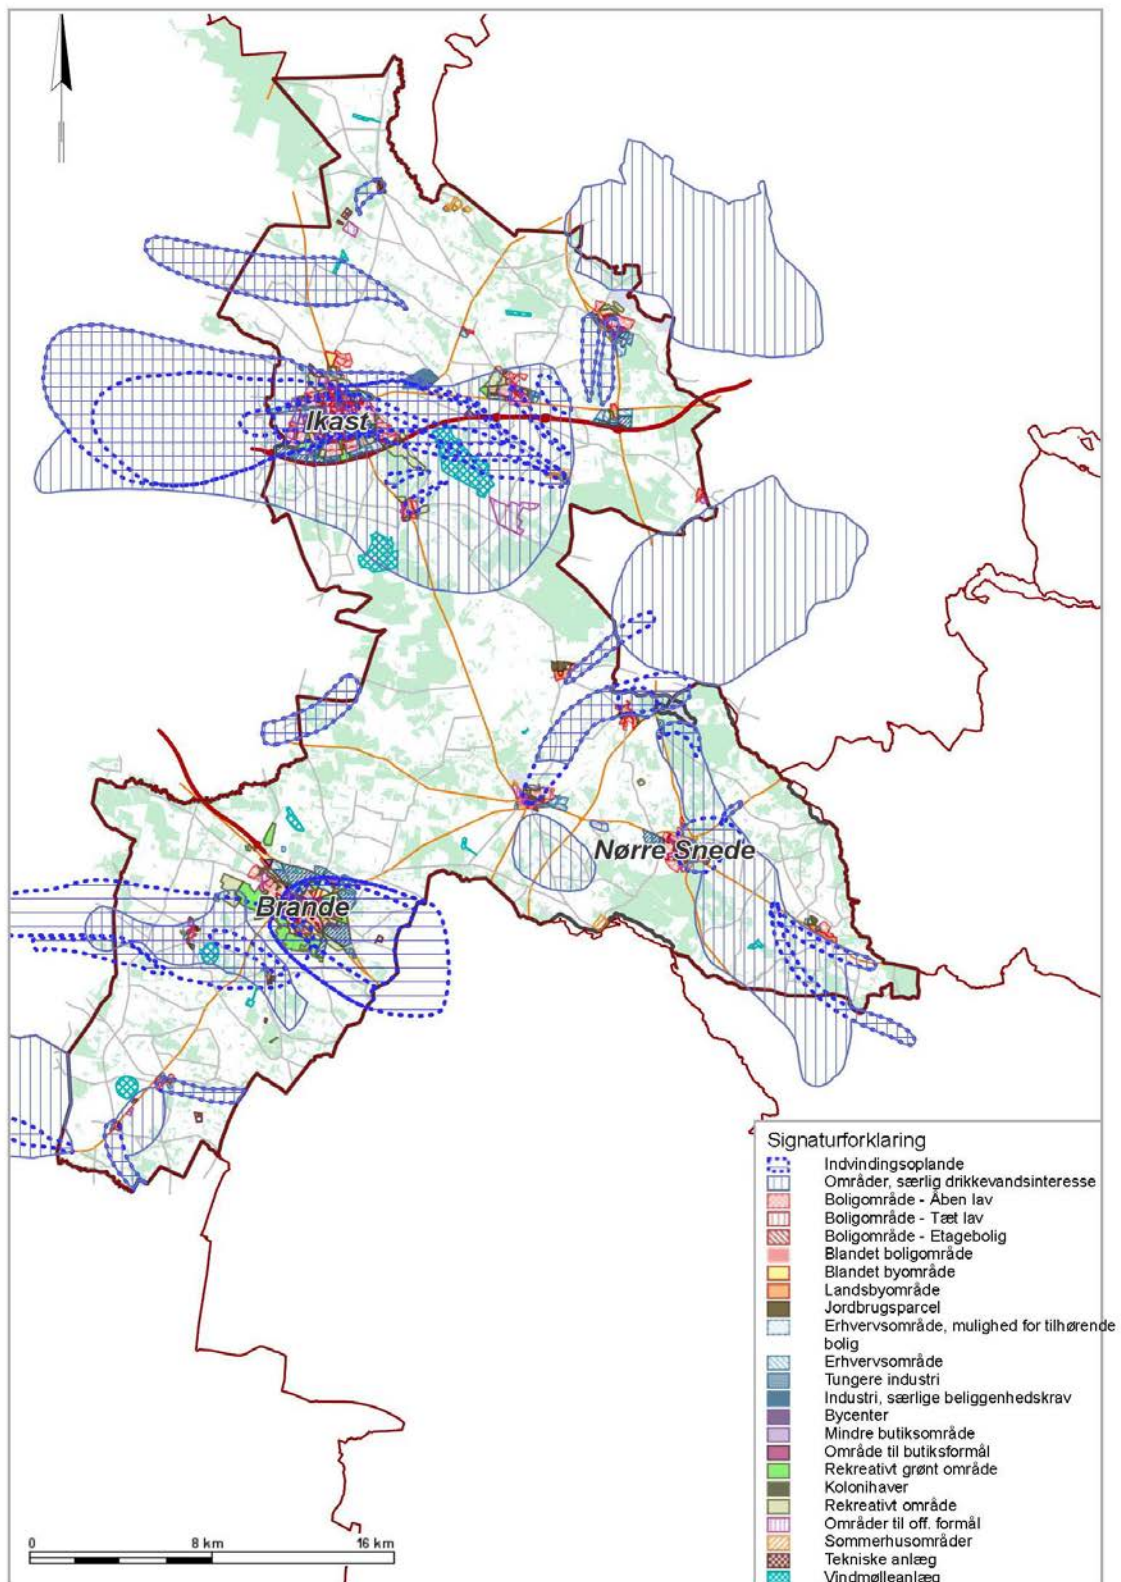 Ikast
Nørre Snede
Brande
Signaturforklaring
Indvindingsoplande
Områder, særlig drikkevandsinteresse
Boligområde - Åben lav
Boligområde - Tæt lav
Boligområde - Etagebolig
Blandet boligområde
Blandet byområde
Landsbyområde
Jordbrugsparcel
Erhvervsområde, mulighed for tilhørende
bolig
Erhvervsområde
Tungere industri
Industri, særlige beliggenhedskrav
Bycenter
Mindre butiksområde
Område til butiksformål
Rekreativt grønt område
Kolonihaver
Rekreativt område
Områder til off. formål
Sommerhusområder
Tekniske anlæg
Vindmølleanlæg
0 8 km 16 km